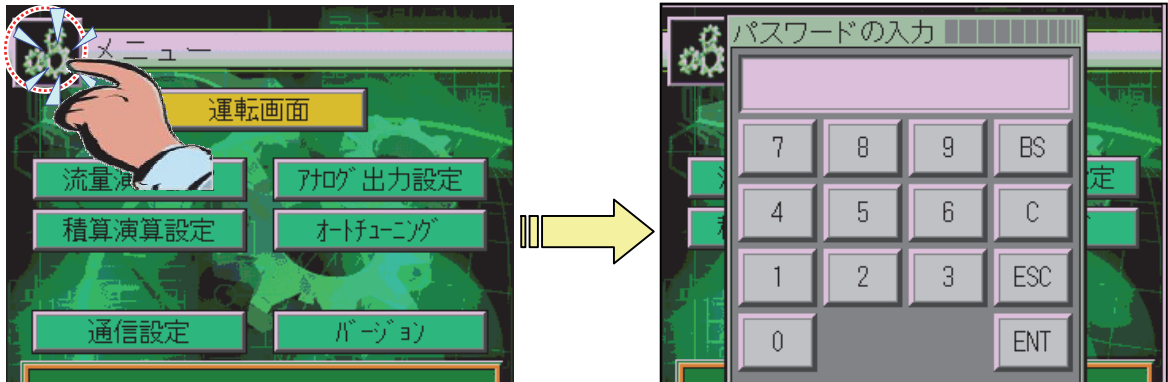 メニュー
運転画面
流量演
ｱﾅﾛｸﾞ出力設定
積算演算設定
ｵｰﾄﾁｭｰﾆﾝｸﾞ
通信設定
ﾊﾞｰｼﾞｮﾝ
パスワードの入力
7 8 9 BS
4 5 6 C
1 2 3 ESC
0 ENT
定